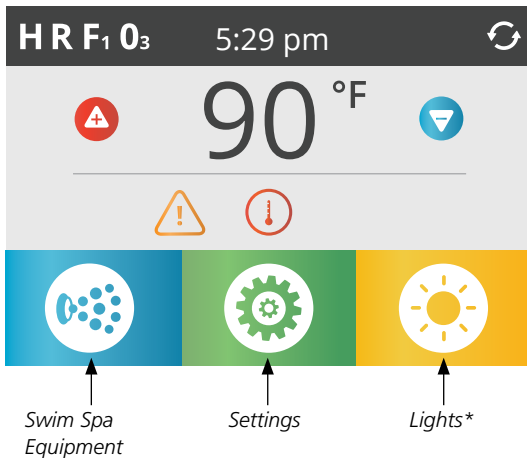 H R F1 03 5:29 pm
90 °F
Swim Spa Equipment
Settings
Lights*